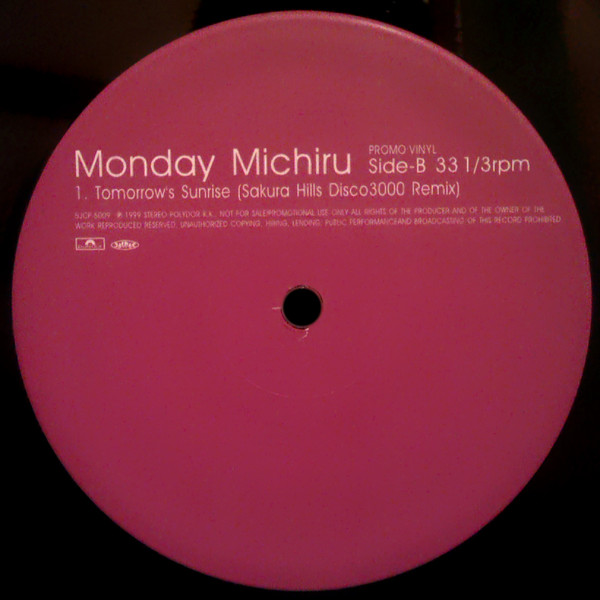 PROMO VINYL
Monday Michiru Side-B 33 1/3rpm
1. Tomorrow's Sunrise (Sakura Hills Disco3000 Remix)
SJCP-5009 ℗ 1999 STEREO POLYDOR K.K. NOT FOR SALE/PROMOTIONAL USE ONLY ALL RIGHTS OF THE PRODUCER AND OF THE OWNER OF THE
WORK REPRODUCED RESERVED. UNAUTHORIZED COPYING, HIRING, LENDING, PUBLIC PERFORMANCE AND BROADCASTING OF THIS RECORD PROHIBITED.